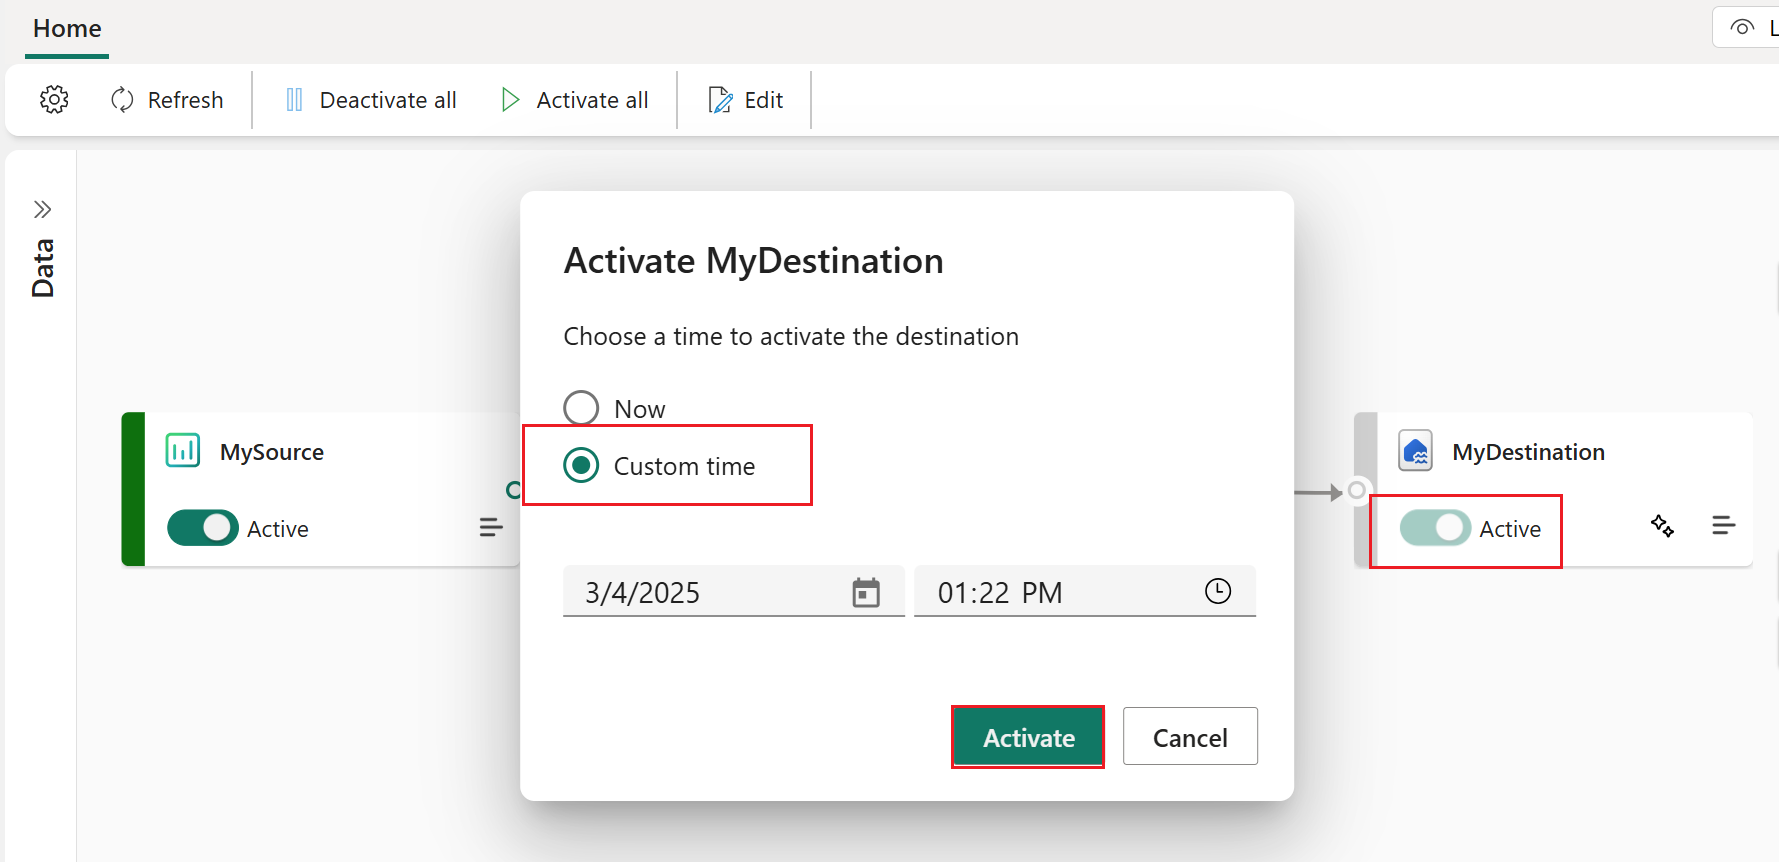 Home
Refresh
Deactivate all
Activate all
Edit
Data
Activate MyDestination
Choose a time to activate the destination
Now
Custom time
3/4/2025
01:22 PM
Activate
Cancel
MySource
Active
MyDestination
Active